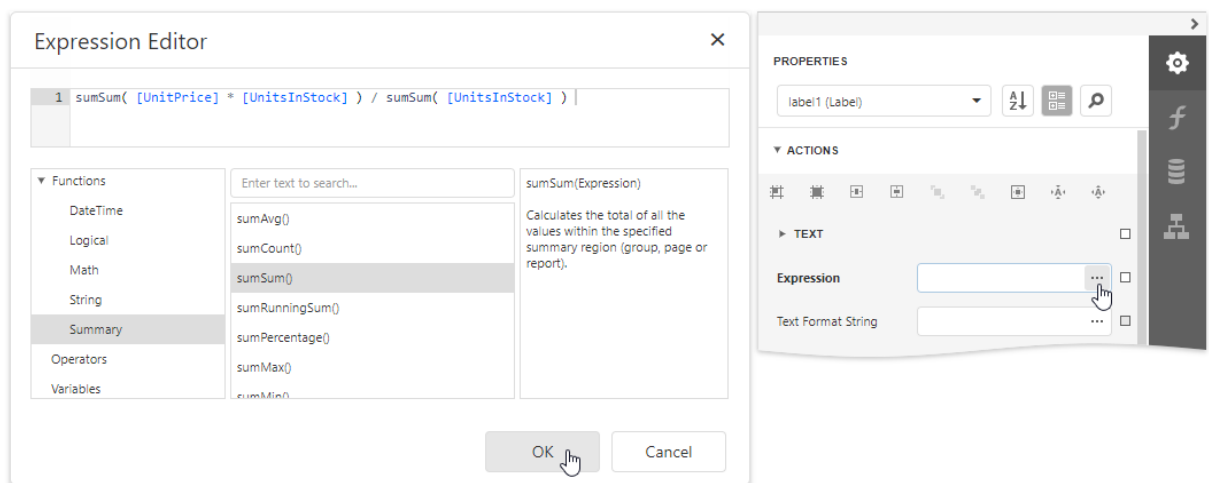 Expression Editor
1 sumSum( [UnitPrice] * [UnitsInStock] ) / sumSum( [UnitsInStock] )
Functions
DateTime
Logical
Math
String
Summary
Operators
Variables
Enter text to search...
sumAvg()
sumCount()
sumSum()
sumRunningSum()
sumPercentage()
sumMax()
sumMin()
sumSum(Expression)
Calculates the total of all the
values within the specified
summary region (group, page or
report).
OK
Cancel
PROPERTIES
label1 (Label)
ACTIONS
TEXT
Expression
Text Format String